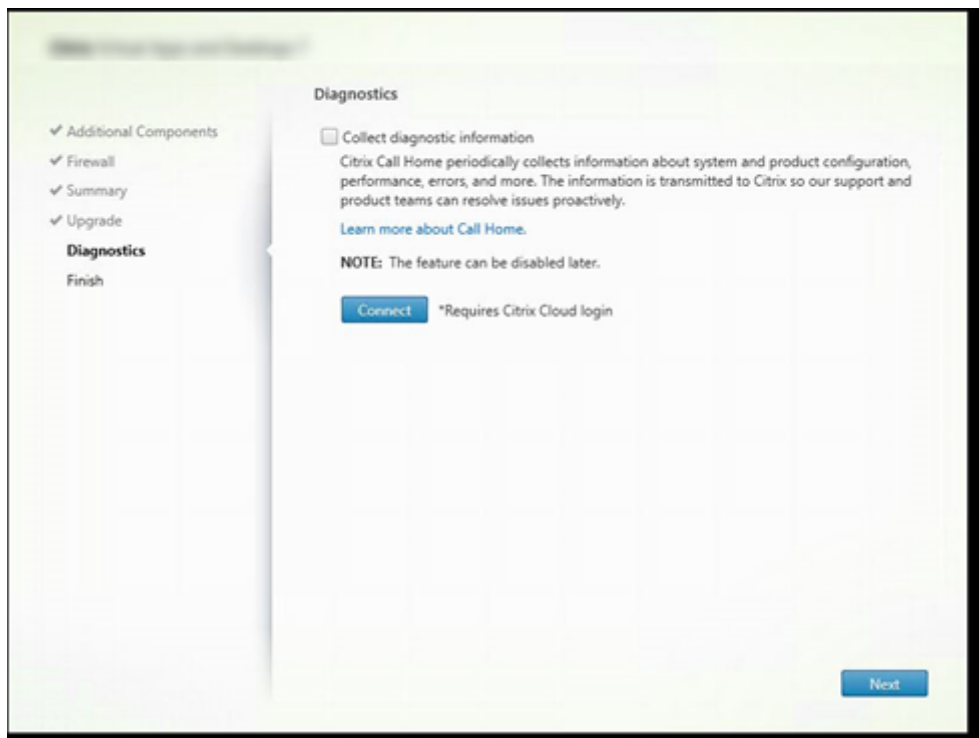 Diagnostics
Additional Components
Firewall
Summary
Upgrade
Diagnostics
Finish
Collect diagnostic information
Citrix Call Home periodically collects information about system and product configuration,
performance, errors, and more. The information is transmitted to Citrix so our support and
product teams can resolve issues proactively.
Learn more about Call Home.
NOTE: The feature can be disabled later.
Connect *Requires Citrix Cloud login
Next